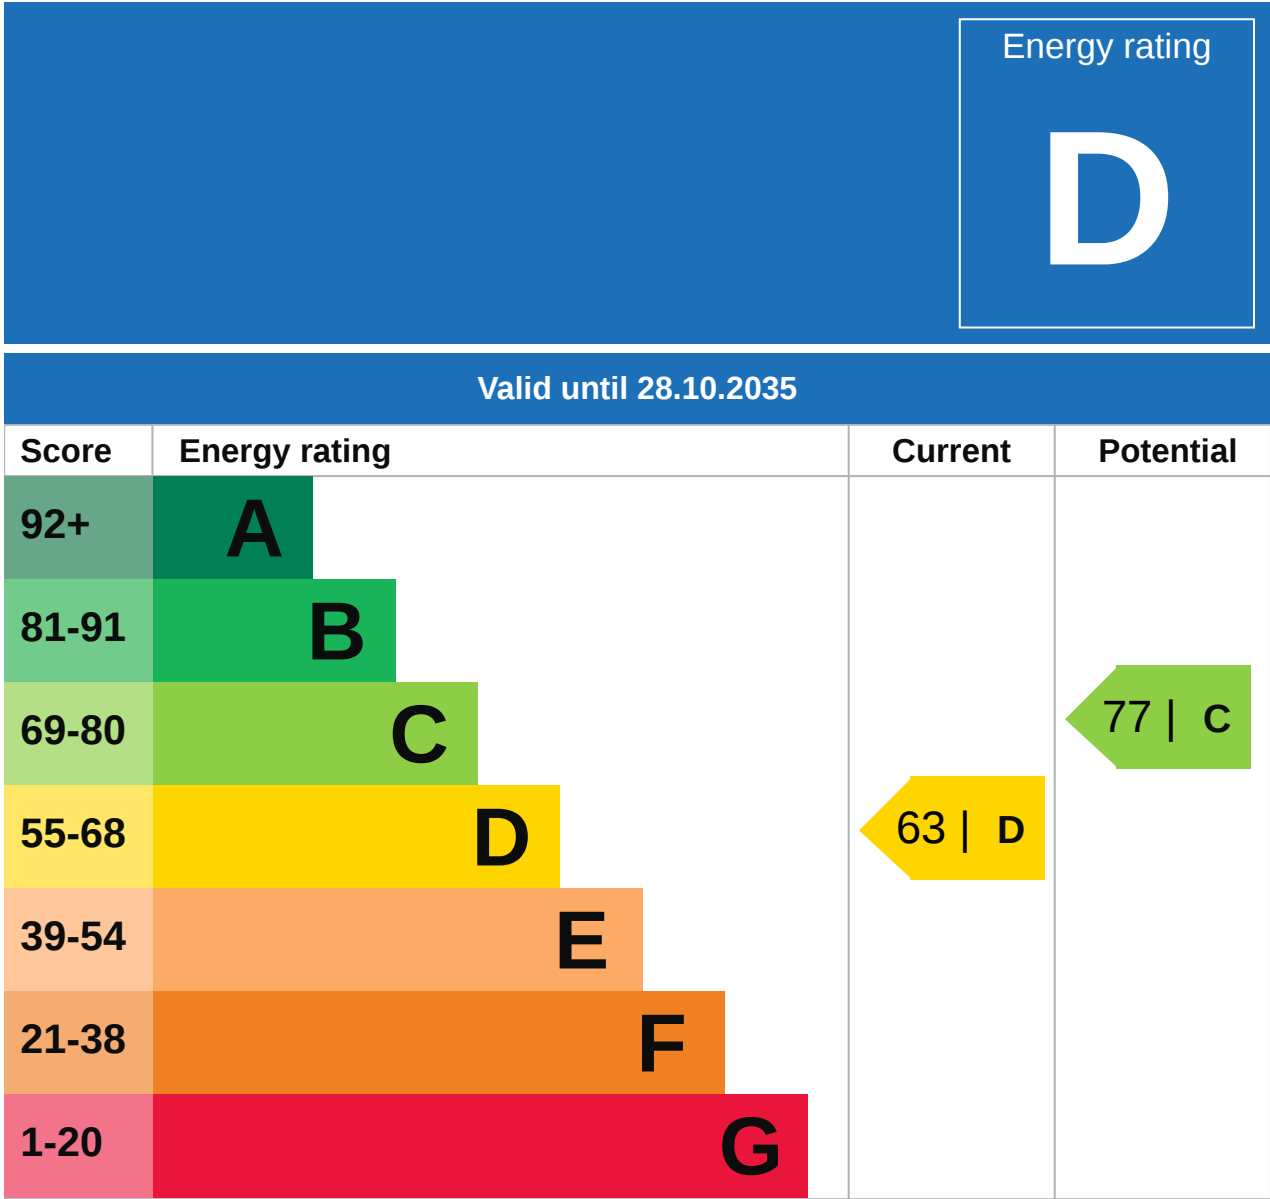 Energy rating
D
Valid until 28.10.2035
Score Energy rating Current Potential
92+ A
81-91 B
69-80 C 77 | C
55-68 D 63 | D
39-54 E
21-38 F
1-20 G